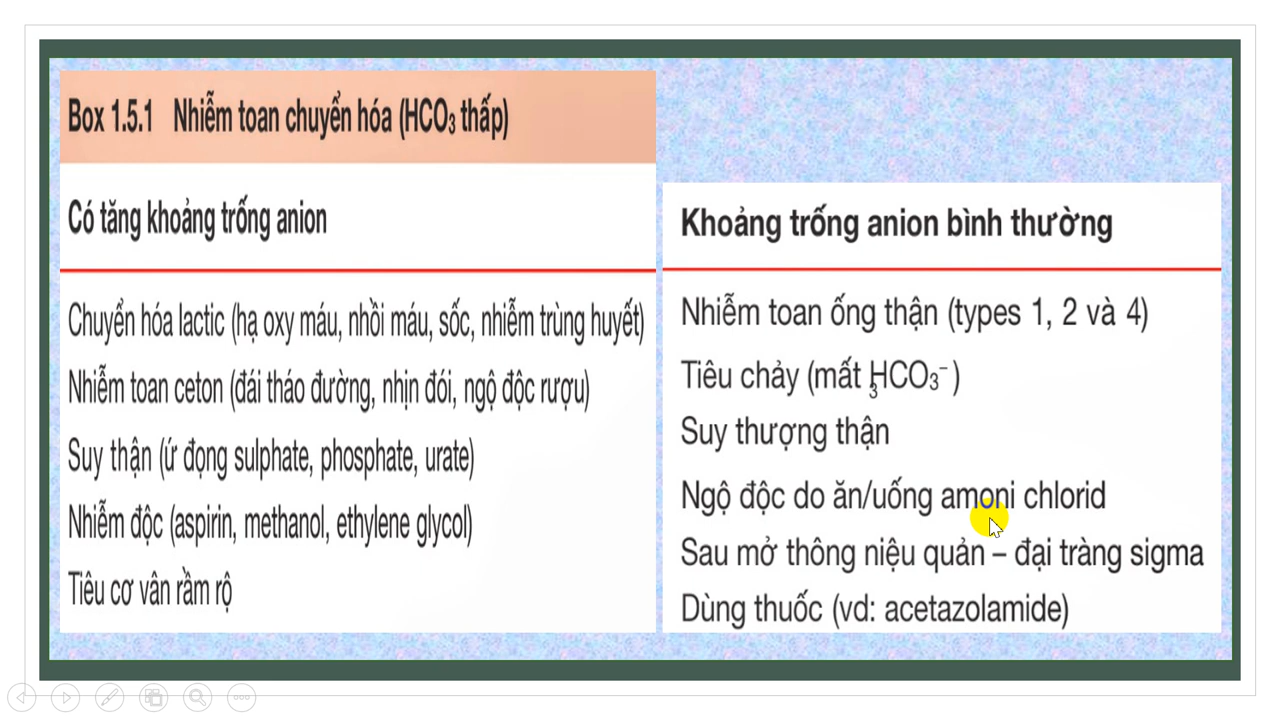 Box 1.5.1 Nhiễm toan chuyển hóa (HCO₃ thấp)
Có tăng khoảng trống anion
Chuyển hóa lactic (hạ oxy máu, nhồi máu, sốc, nhiễm trùng huyết)
Nhiễm toan ceton (đái tháo đường, nhịn đói, ngộ độc rượu)
Suy thận (ứ đọng sulphate, phosphate, urate)
Nhiễm độc (aspirin, methanol, ethylene glycol)
Tiêu cơ vân rầm rộ
Khoảng trống anion bình thường
Nhiễm toan ống thận (types 1, 2 và 4)
Tiêu chảy (mất ₃HCO₃⁻ )
Suy thượng thận
Ngộ độc do ăn/uống amoni chlorid
Sau mở thông niệu quản – đại tràng sigma
Dùng thuốc (vd: acetazolamide)